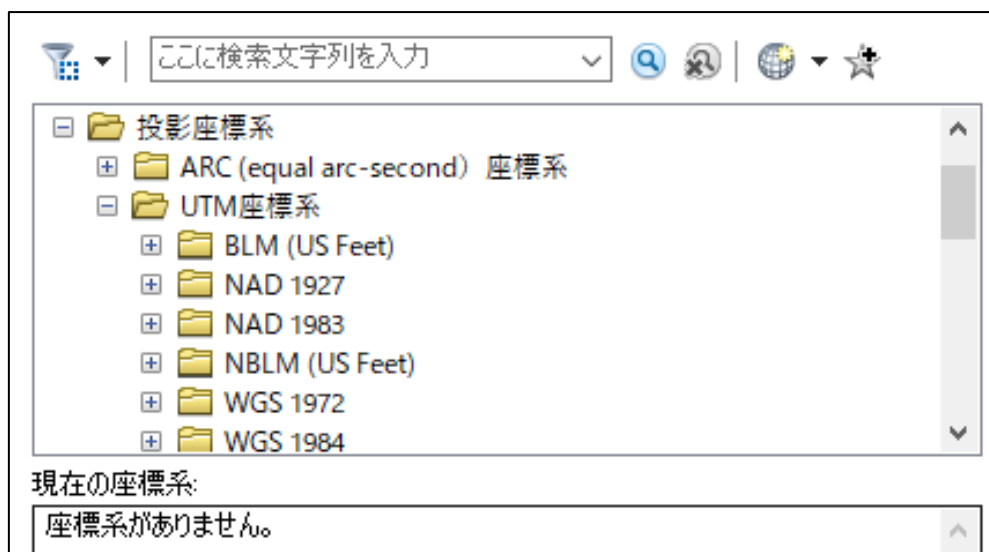 ここに検索文字列を入力
投影座標系
ARC (equal arc-second) 座標系
UTM座標系
BLM (US Feet)
NAD 1927
NAD 1983
NBLM (US Feet)
WGS 1972
WGS 1984
現在の座標系:
座標系がありません。